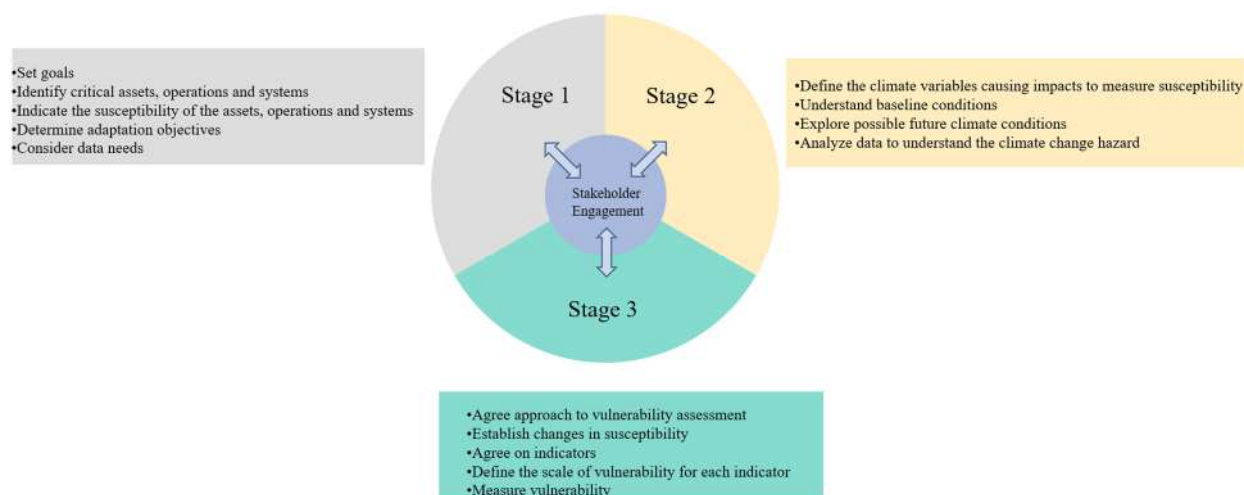 •Set goals
•Identify critical assets, operations and systems
•Indicate the susceptibility of the assets, operations and systems
•Determine adaptation objectives
•Consider data needs
Stage 1
Stage 2
•Define the climate variables causing impacts to measure susceptibility
•Understand baseline conditions
•Explore possible future climate conditions
•Analyze data to understand the climate change hazard
Stakeholder
Engagement
Stage 3
•Agree approach to vulnerability assessment
•Establish changes in susceptibility
•Agree on indicators
•Define the scale of vulnerability for each indicator
•Measure vulnerability